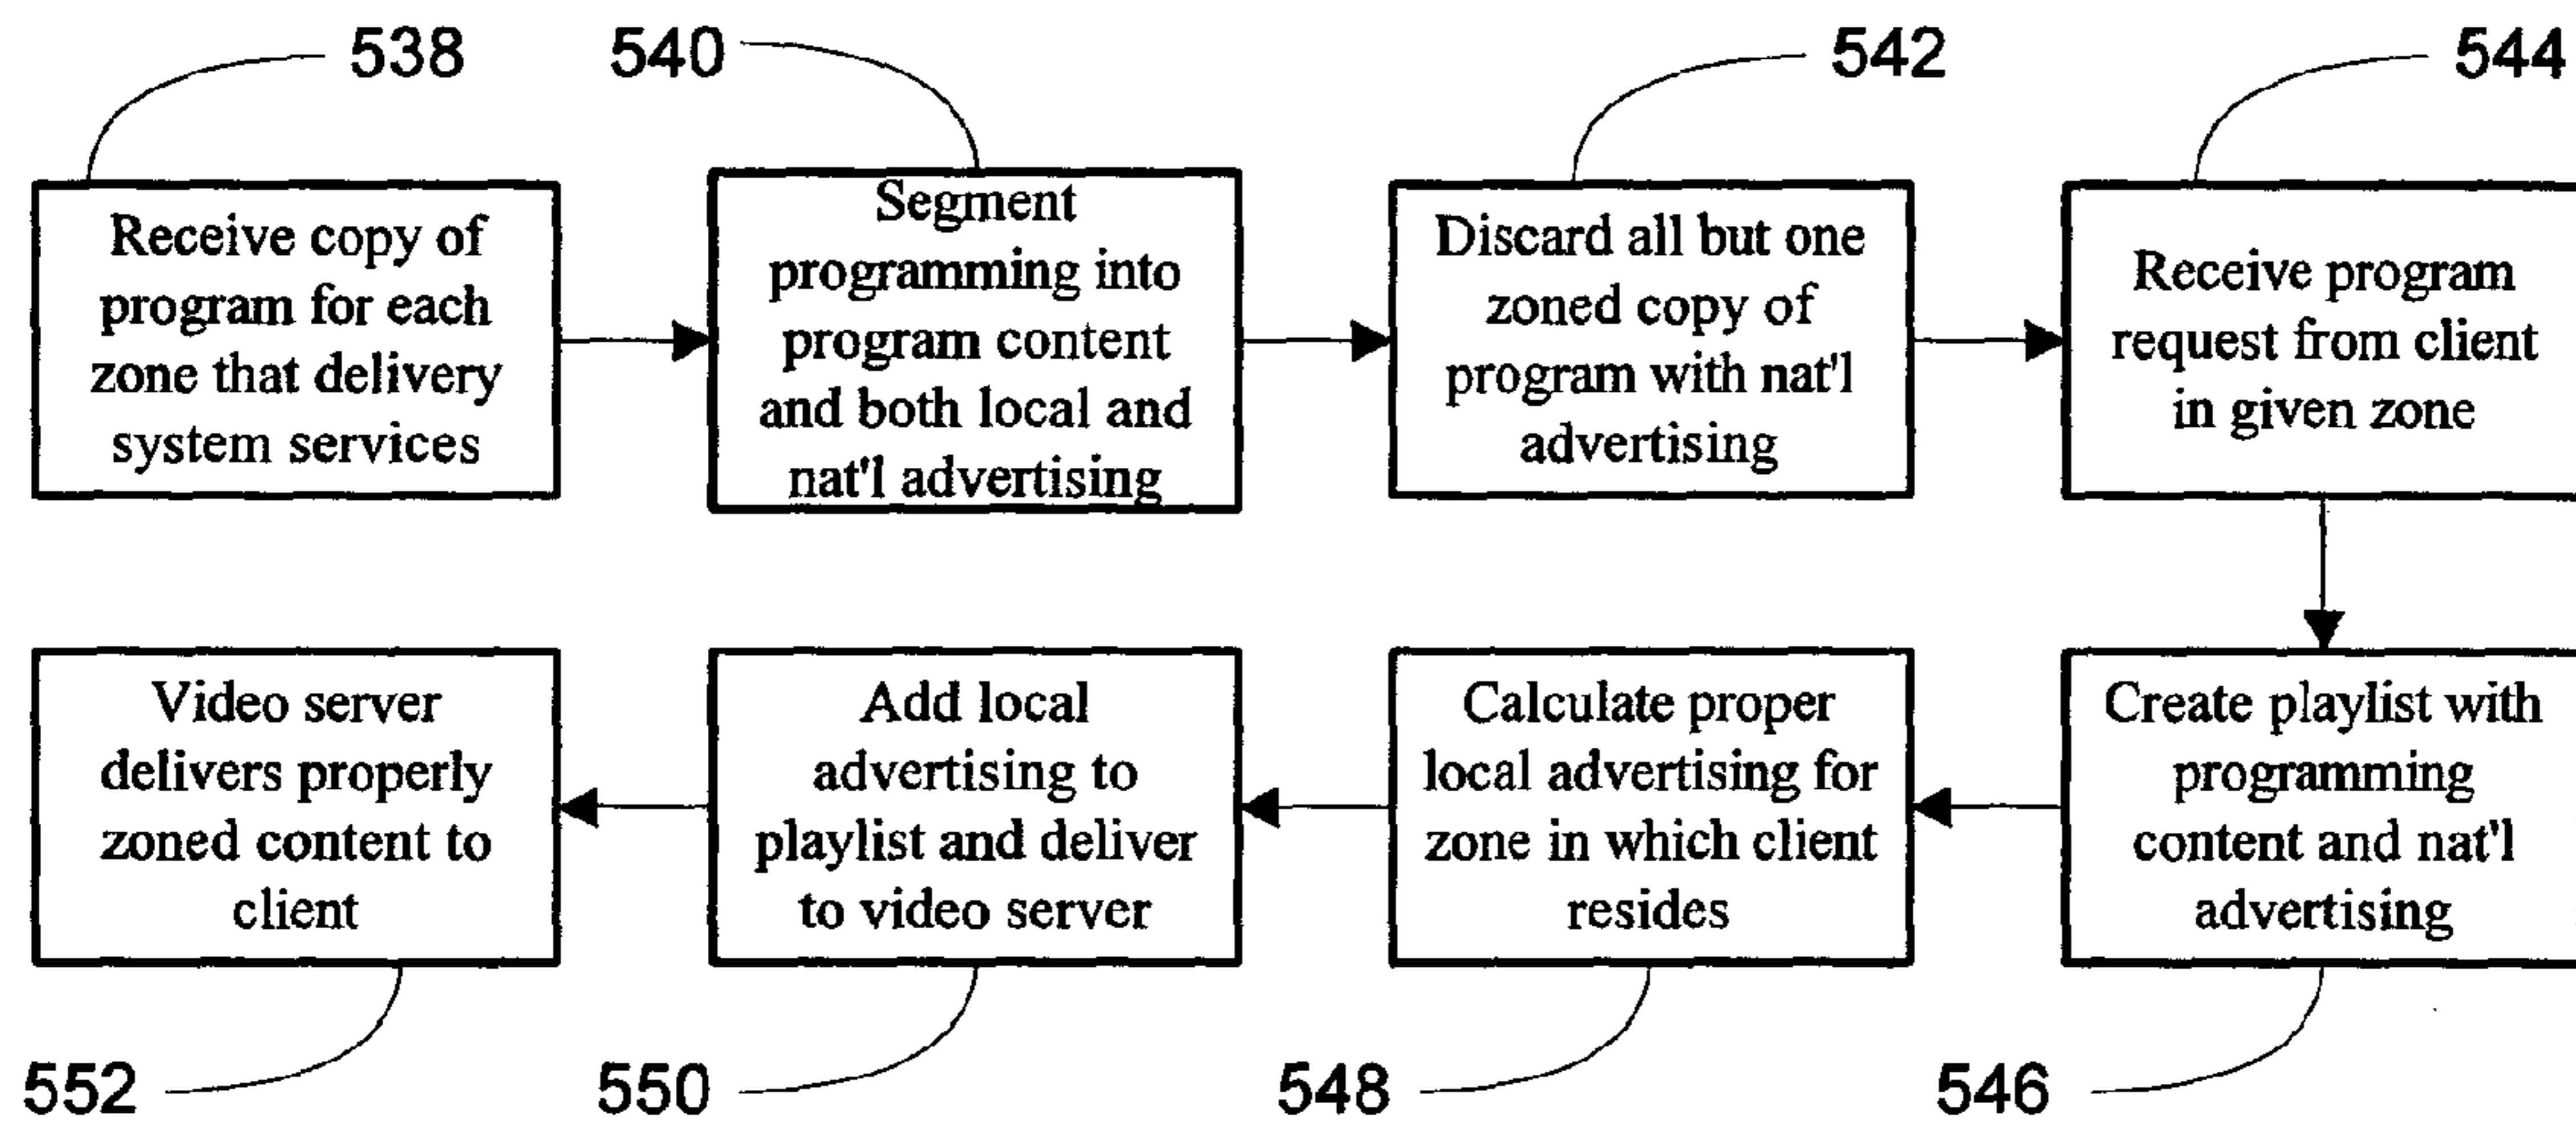 538
540
542
544
Receive copy of
program for each
zone that delivery
system services
Segment
programming into
program content
and both local and
nat'l advertising
Discard all but one
zoned copy of
program with nat'l
advertising
Receive program
request from client
in given zone
Create playlist with
programming
content and nat'l
advertising
Calculate proper
local advertising for
zone in which client
resides
Add local
advertising to
playlist and deliver
to video server
Video server
delivers properly
zoned content to
client
552
550
548
546